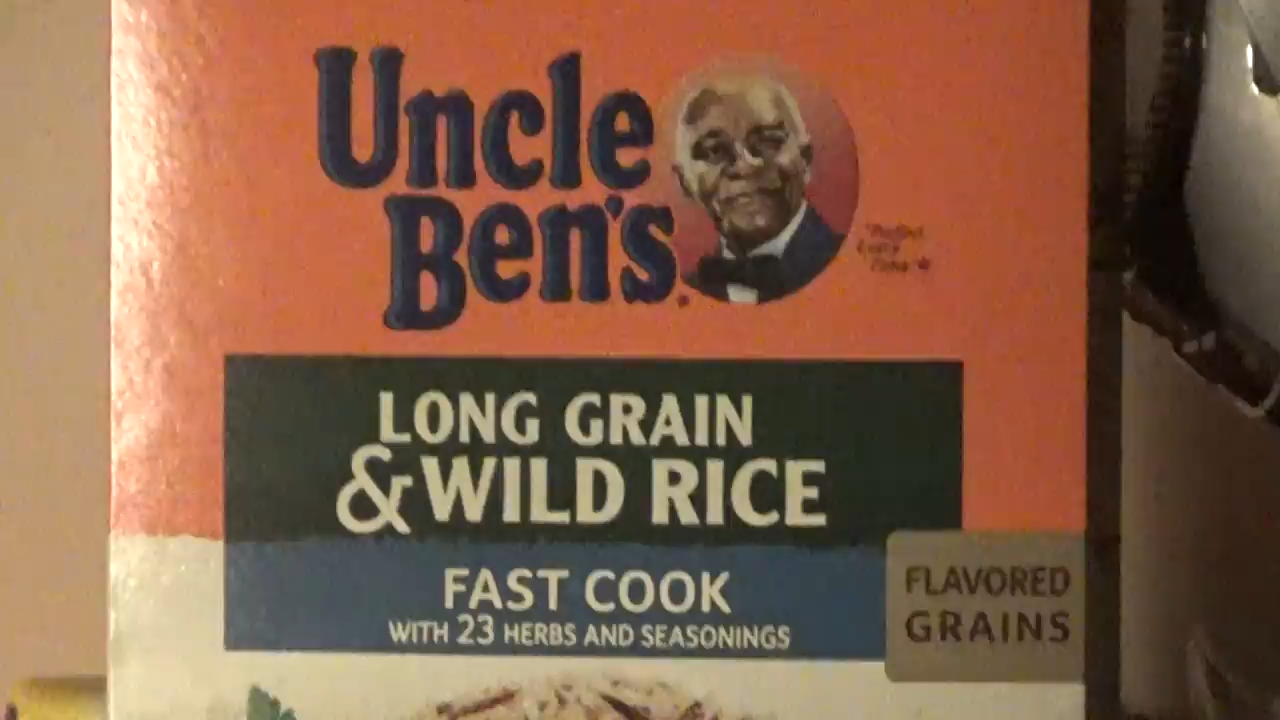 Uncle
Ben's
LONG GRAIN
& WILD RICE
FAST COOK
WITH 23 HERBS AND SEASONINGS
FLAVORED
GRAINS